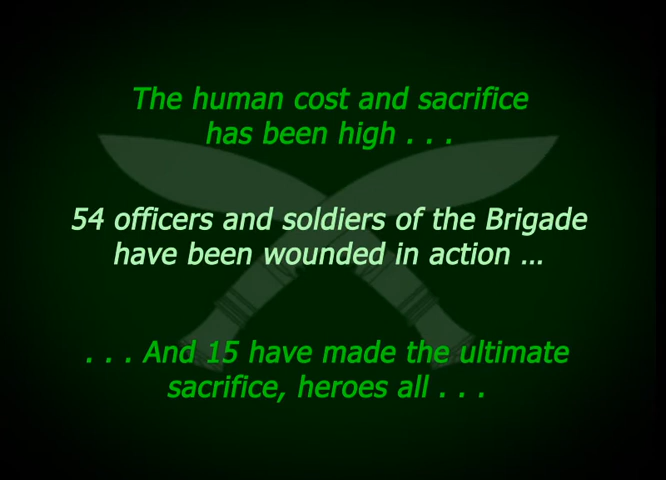 The human cost and sacrifice
has been high . . .
54 officers and soldiers of the Brigade
have been wounded in action ...
. . . And 15 have made the ultimate
sacrifice, heroes all . . .